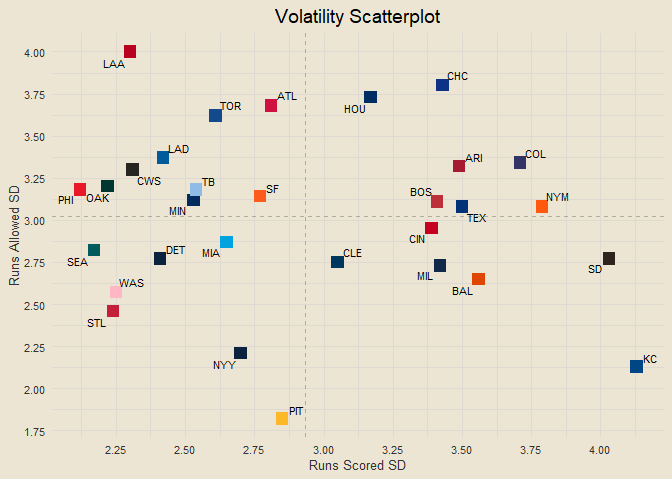 Volatility Scatterplot
4.00
3.75
3.50
3.25
3.00
2.75
2.50
2.25
2.00
1.75
Runs Allowed SD
LAA
CHC
HOU
ATL
TOR
LAD
CWS
TB
PHI
OAK
MIN
SF
ARI
COL
BOS
TEX
NYM
CIN
SEA
DET
MIA
CLE
MIL
BAL
SD
WAS
STL
NYY
KC
PIT
2.25
2.50
2.75
3.00
3.25
3.50
3.75
4.00
Runs Scored SD